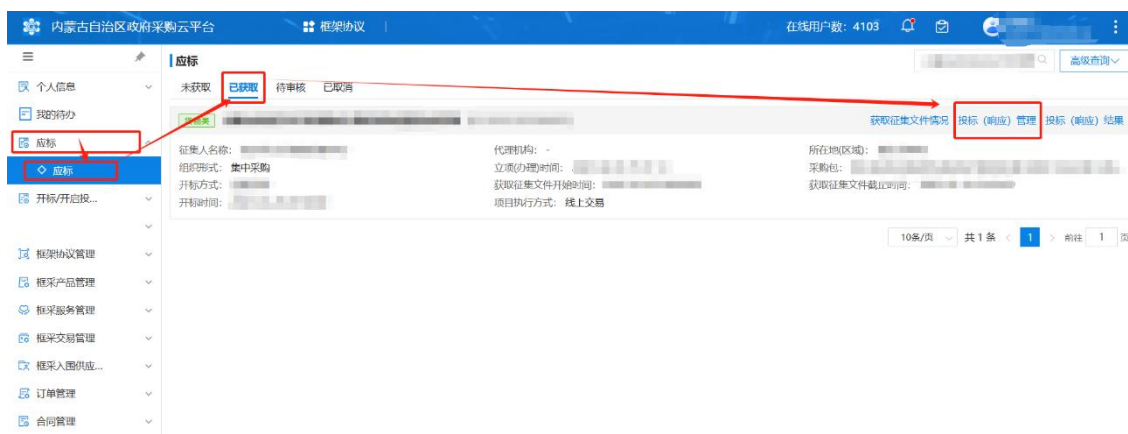 内蒙古自治区政府采购云平台
框架协议
在线用户数：4103
应标
高级查询
个人信息
未获取 已获取 待审核 已取消
我的待办
获取征集文件情况 投标（响应）管理 投标（响应）结果
应标
征集人名称： 代理机构：- 所在地(区域)：
应标
组织形式：集中采购 立项(办理)时间： 采购包：
开标方式： 获取征集文件开始时间： 获取征集文件截止时间：
开标/开启投...
开标时间： 项目执行方式：线上交易
10条/页 共1条 1 前往 1 页
框架协议管理
框采产品管理
框采服务管理
框采交易管理
框采入围供应...
订单管理
合同管理